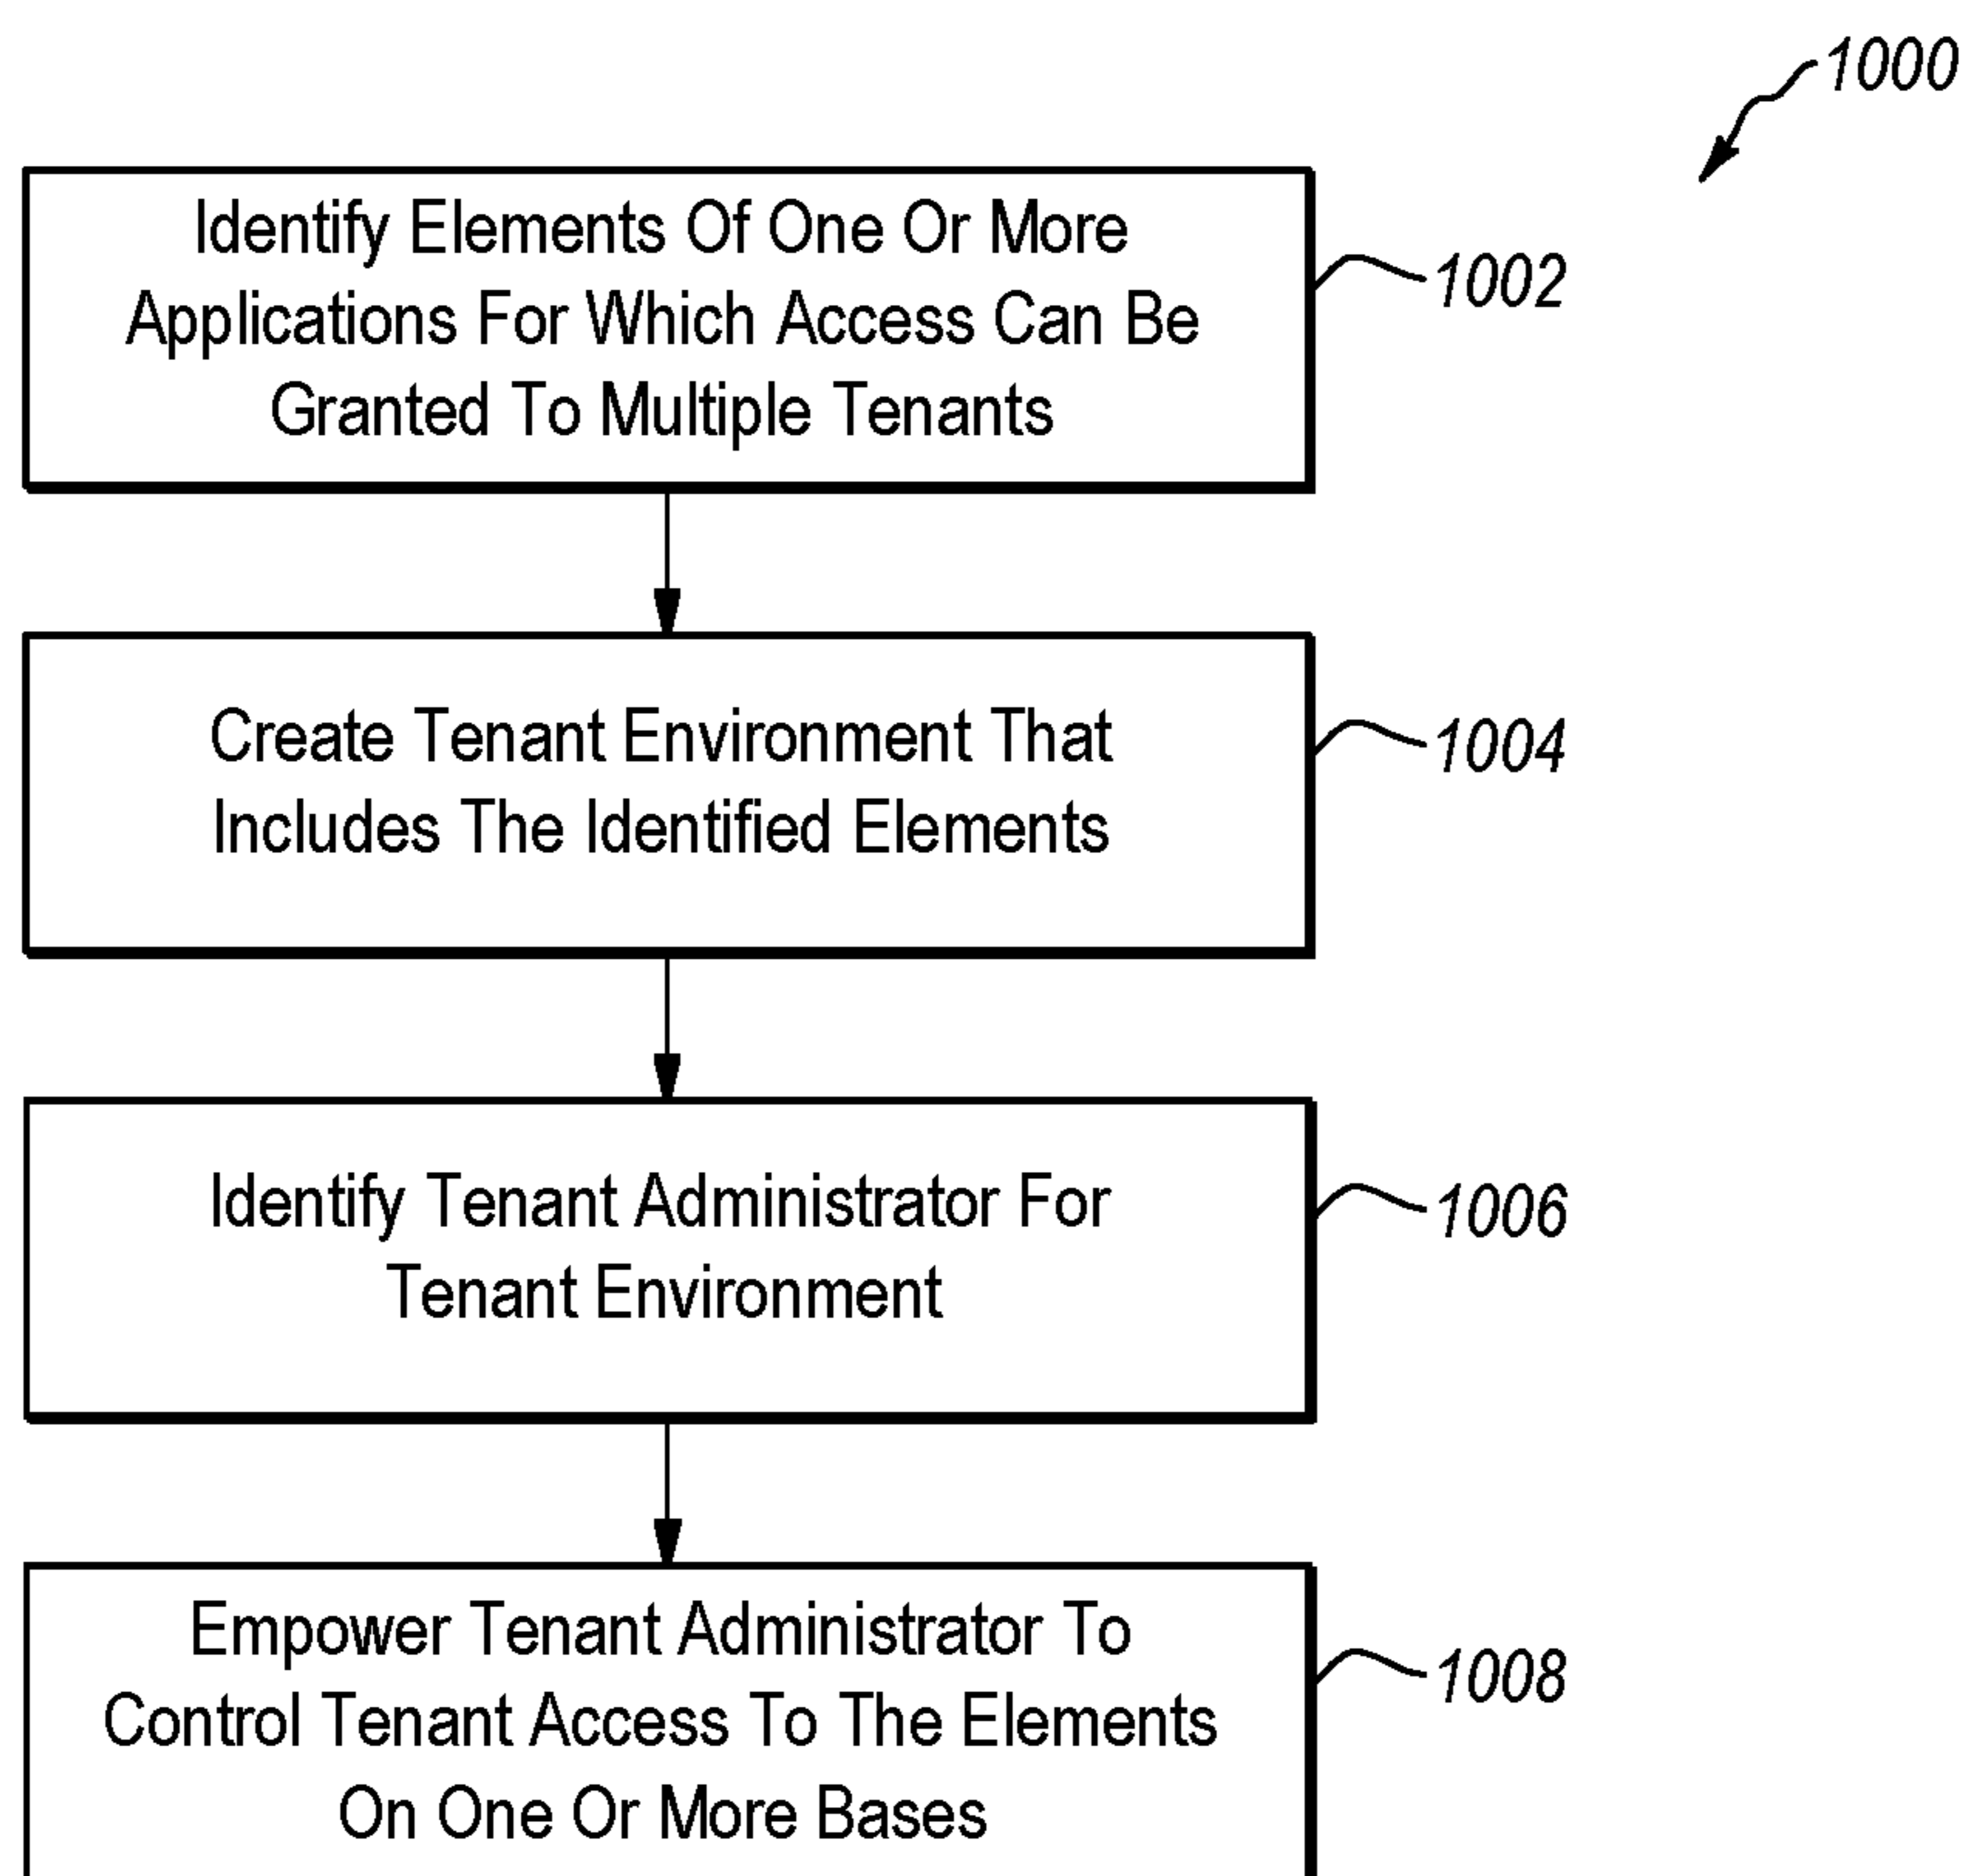 1000
Identify Elements Of One Or More
Applications For Which Access Can Be
Granted To Multiple Tenants
1002
Create Tenant Environment That
Includes The Identified Elements
1004
Identify Tenant Administrator For
Tenant Environment
1006
Empower Tenant Administrator To
Control Tenant Access To The Elements
On One Or More Bases
1008